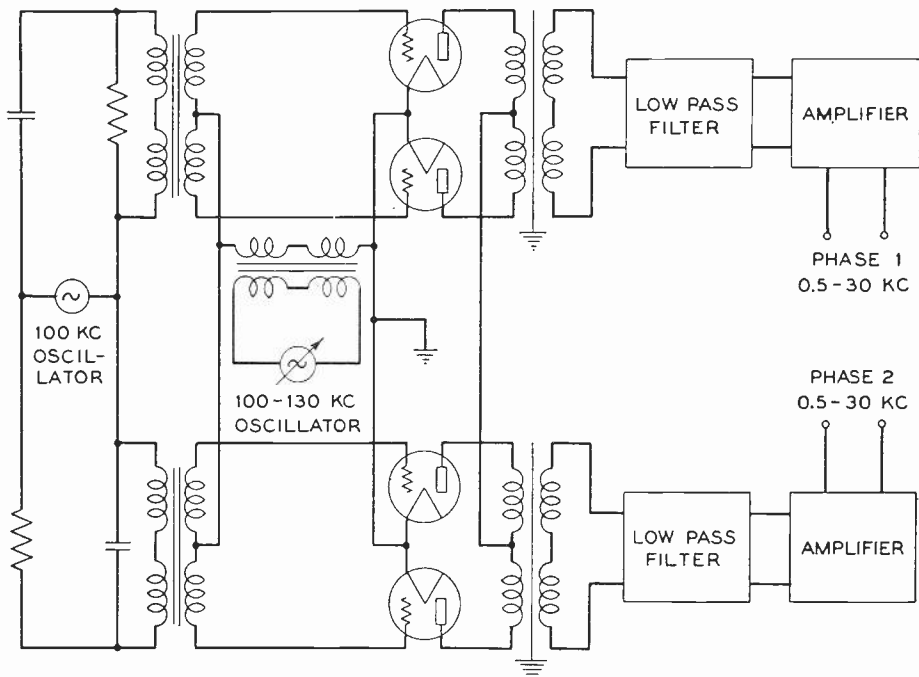 LOW PASS
FILTER
AMPLIFIER
PHASE 1
0.5-30 KC
100 KC
OSCIL-
LATOR
100-130 KC
OSCILLATOR
PHASE 2
0.5-30 KC
LOW PASS
FILTER
AMPLIFIER